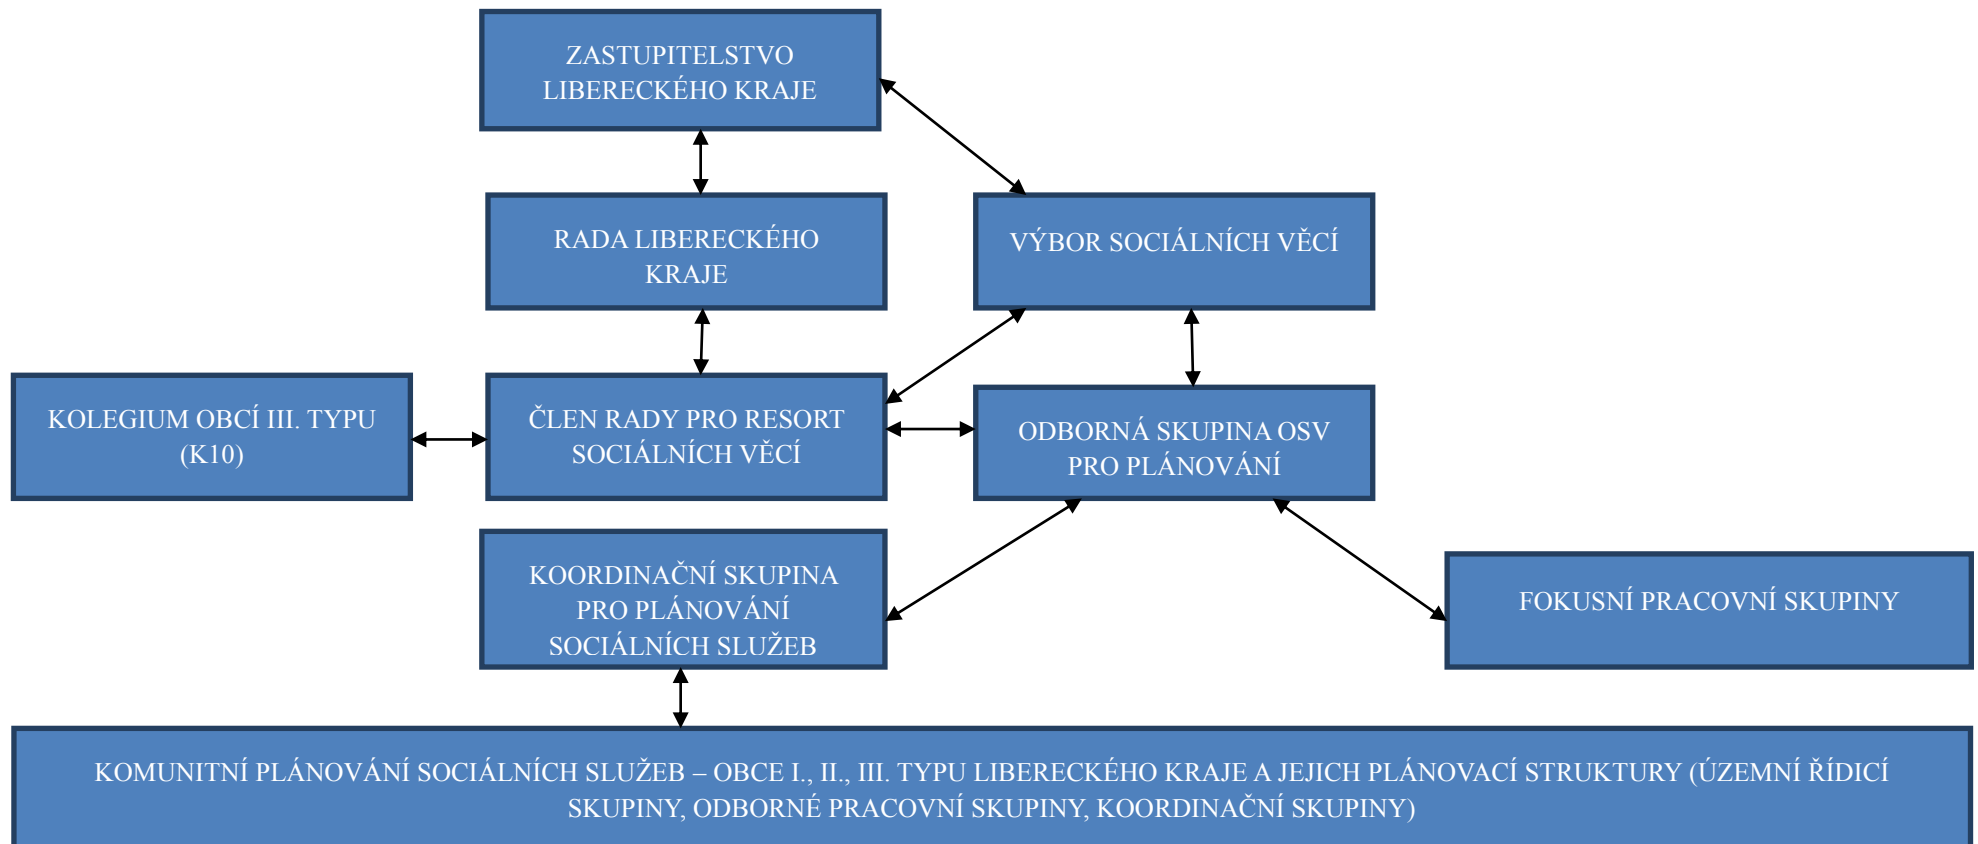 ZASTUPITELSTVO
LIBERECKÉHO KRAJE
RADA LIBERECKÉHO
KRAJE
VÝBOR SOCIÁLNÍCH VĚCÍ
KOLEGIUM OBCÍ III. TYPU
(K10)
ČLEN RADY PRO RESORT
SOCIÁLNÍCH VĚCÍ
ODBORNÁ SKUPINA OSV
PRO PLÁNOVÁNÍ
KOORDINAČNÍ SKUPINA
PRO PLÁNOVÁNÍ
SOCIÁLNÍCH SLUŽEB
FOKUSNÍ PRACOVNÍ SKUPINY
KOMUNITNÍ PLÁNOVÁNÍ SOCIÁLNÍCH SLUŽEB – OBCE I., II., III. TYPU LIBERECKÉHO KRAJE A JEJICH PLÁNOVACÍ STRUKTURY (ÚZEMNÍ ŘÍDICÍ
SKUPINY, ODBORNÉ PRACOVNÍ SKUPINY, KOORDINAČNÍ SKUPINY)